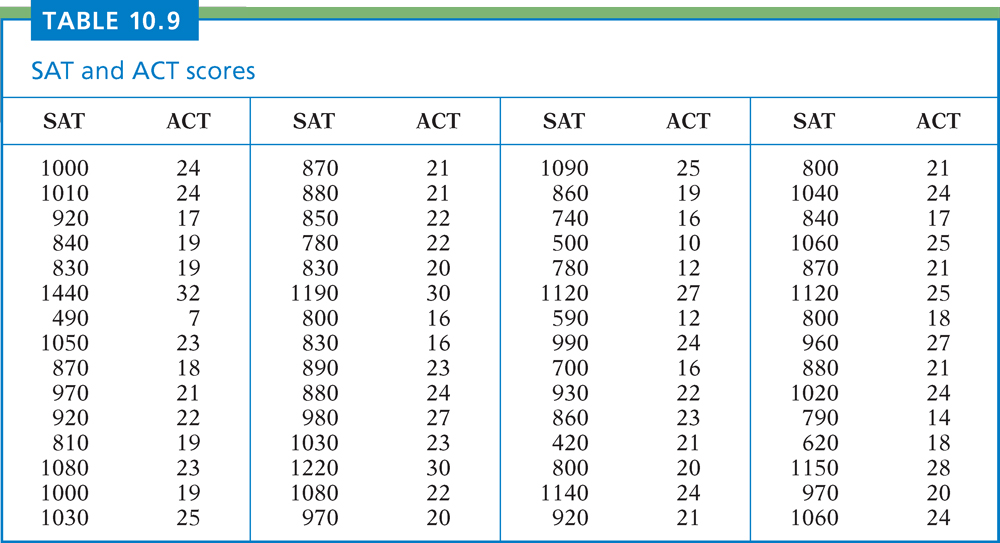 TABLE 10.9
SAT and ACT scores
SAT ACT SAT ACT SAT ACT SAT ACT
1000 24 870 21 1090 25 800 21
1010 24 880 21 860 19 1040 24
920 17 850 22 740 16 840 17
840 19 780 22 500 10 1060 25
830 19 830 20 780 12 870 21
1440 32 1190 30 1120 27 1120 25
490 7 800 16 590 12 800 18
1050 23 830 16 990 24 960 27
870 18 890 23 700 16 880 21
970 21 880 24 930 22 1020 24
920 22 980 27 860 23 790 14
810 19 1030 23 420 21 620 18
1080 23 1220 30 800 20 1150 28
1000 19 1080 22 1140 24 970 20
1030 25 970 20 920 21 1060 24